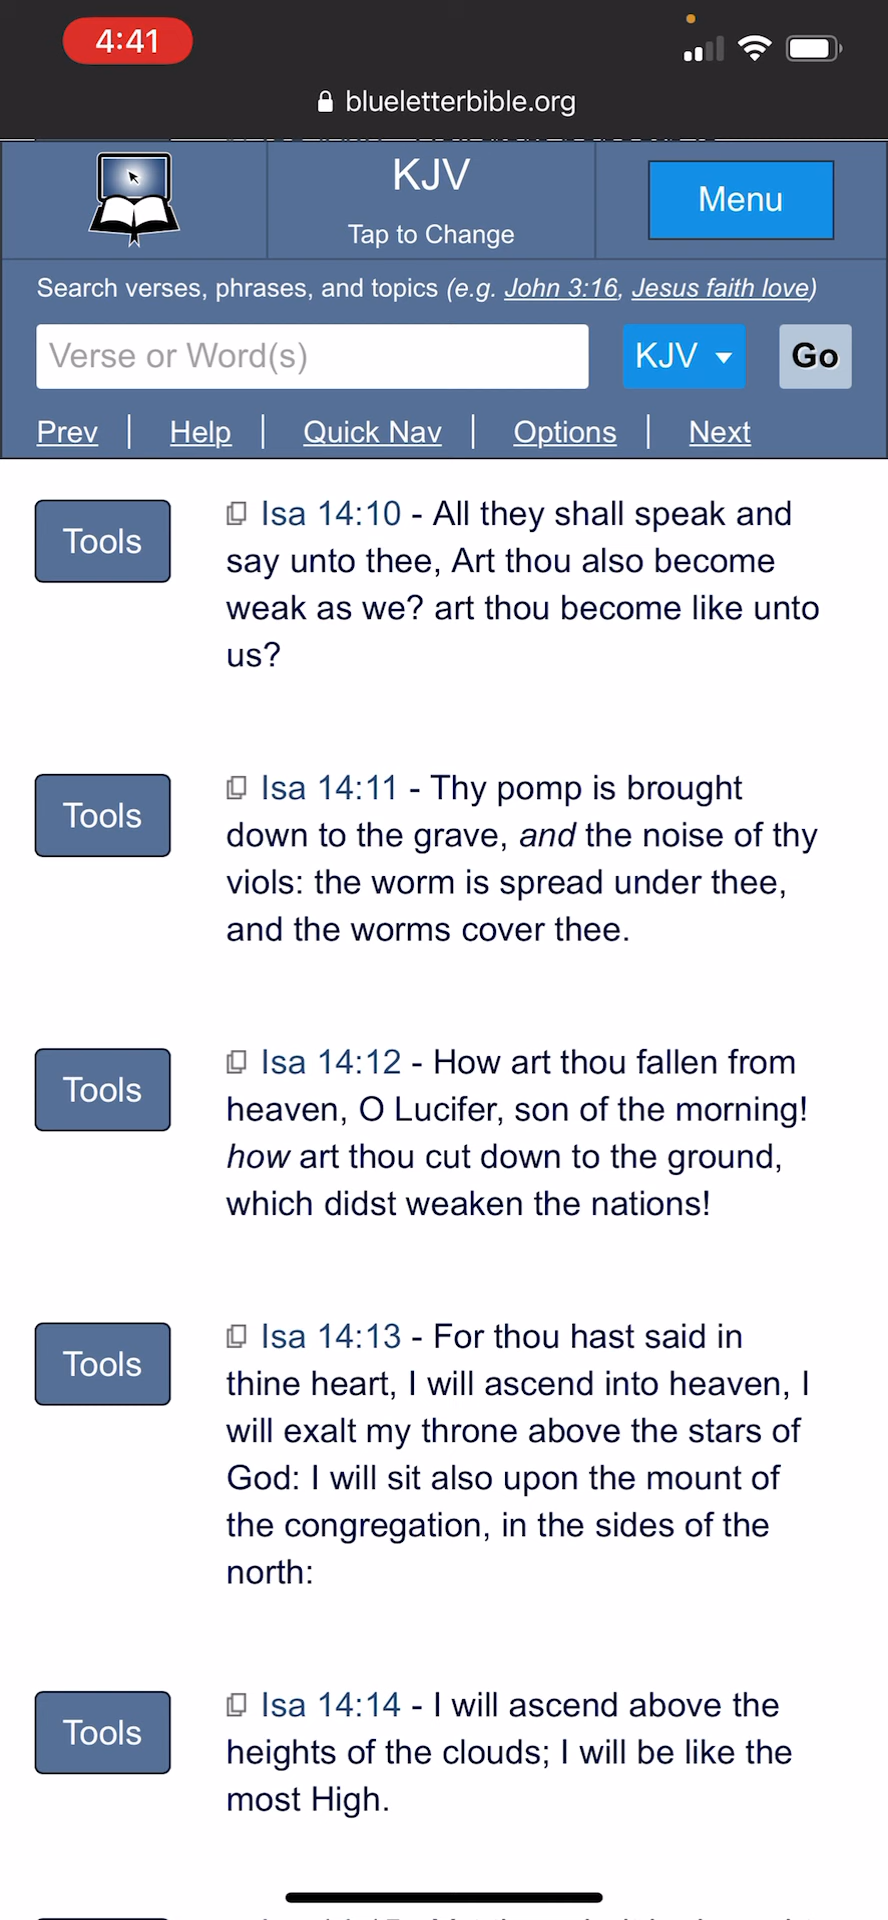 4:41
blueletterbible.org
KJV
Tap to Change
Menu
Search verses, phrases, and topics (e.g. John 3:16, Jesus faith love)
Verse or Word(s)
KJV
Go
Prev | Help | Quick Nav | Options | Next
Tools
Isa 14:10 - All they shall speak and
say unto thee, Art thou also become
weak as we? art thou become like unto
us?
Tools
Isa 14:11 - Thy pomp is brought
down to the grave, and the noise of thy
viols: the worm is spread under thee,
and the worms cover thee.
Tools
Isa 14:12 - How art thou fallen from
heaven, O Lucifer, son of the morning!
how art thou cut down to the ground,
which didst weaken the nations!
Tools
Isa 14:13 - For thou hast said in
thine heart, I will ascend into heaven, I
will exalt my throne above the stars of
God: I will sit also upon the mount of
the congregation, in the sides of the
north:
Tools
Isa 14:14 - I will ascend above the
heights of the clouds; I will be like the
most High.